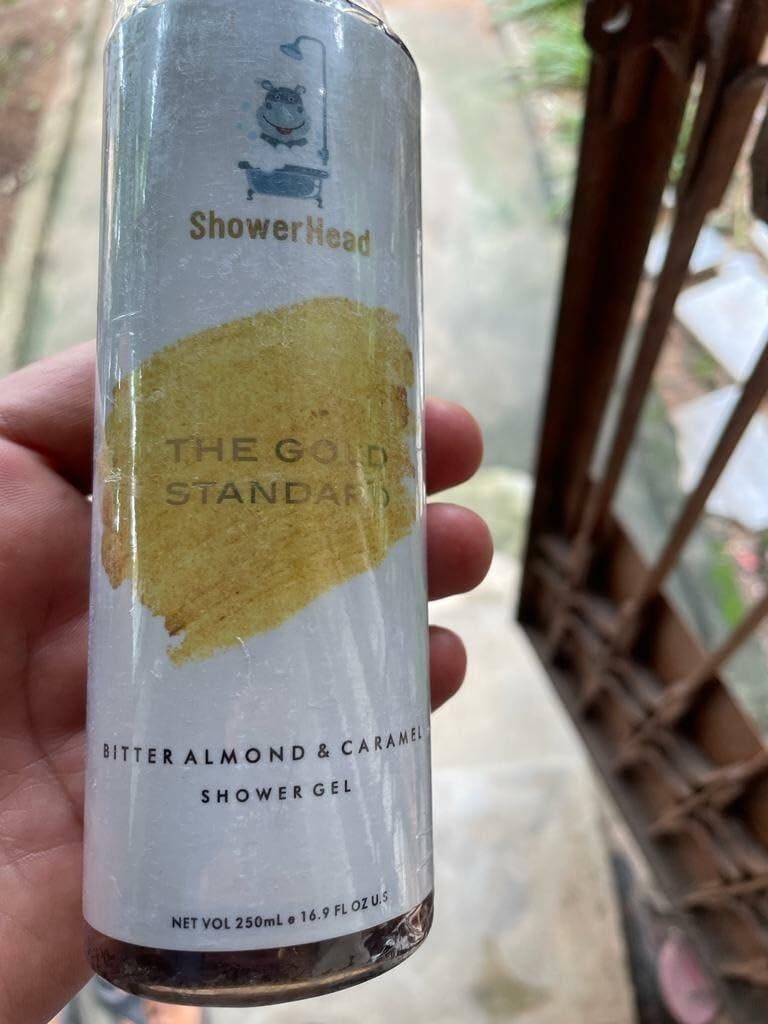 ShowerHead
THE GOLD
STANDARD
BITTER ALMOND & CARAMEL
SHOWER GEL
NET VOL 250mL e 16.9 FL OZ U.S